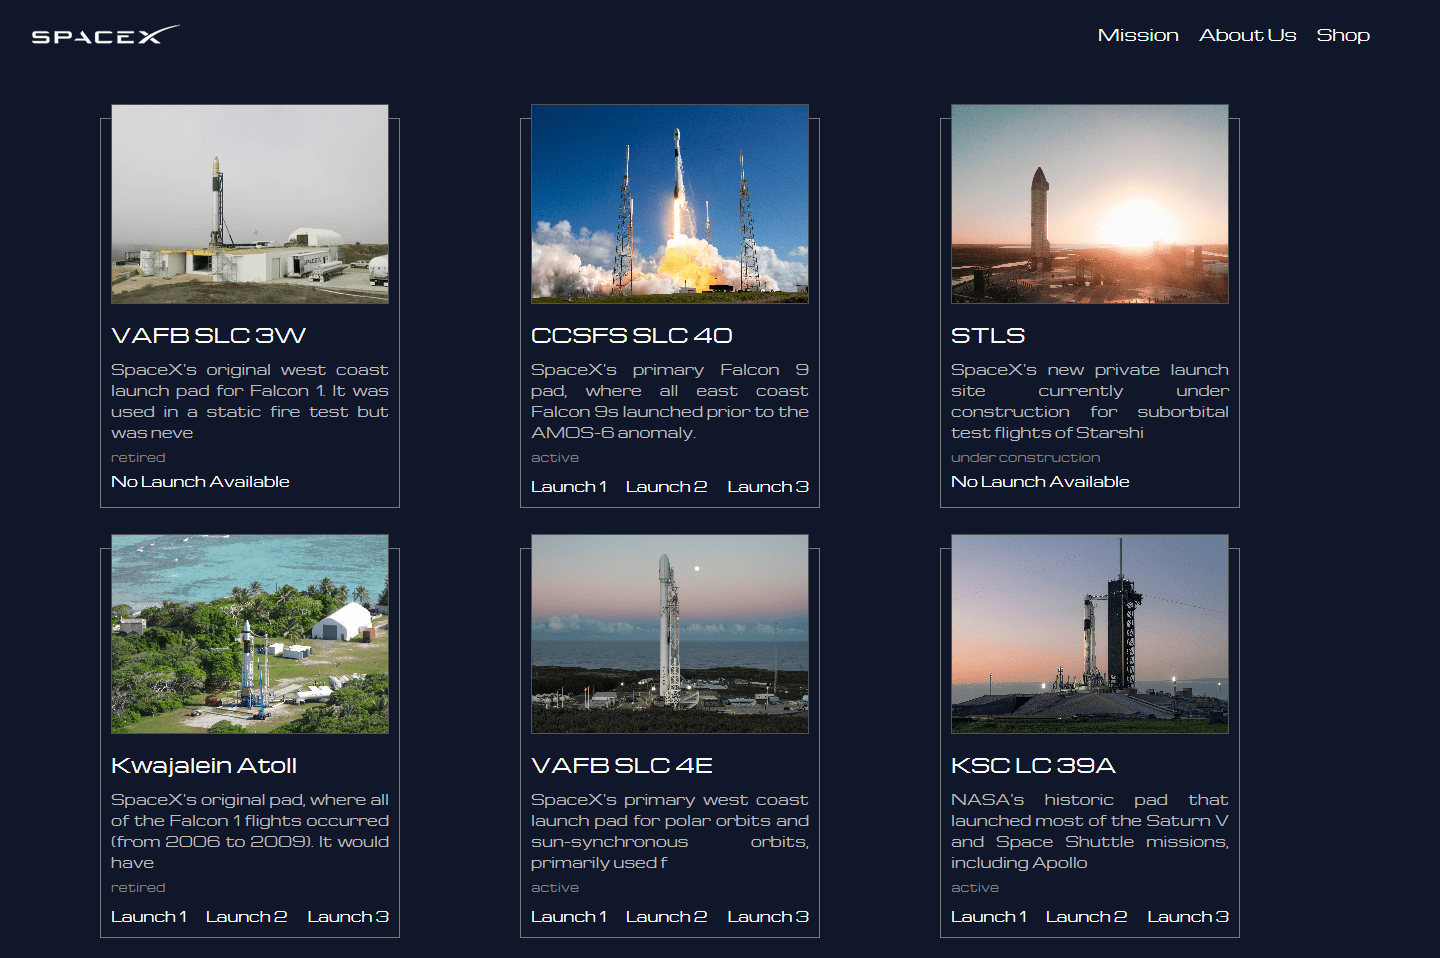 SPACEX
Mission About Us Shop
SPACEX
VAFB SLC 3W
SpaceX's original west coast
launch pad for Falcon 1. It was
used in a static fire test but
was neve
retired
No Launch Available
CCSFS SLC 40
SpaceX's primary Falcon 9
pad, where all east coast
Falcon 9s launched prior to the
AMOS-6 anomaly.
active
Launch 1 Launch 2 Launch 3
STLS
SpaceX's new private launch
site currently under
construction for suborbital
test flights of Starshi
under construction
No Launch Available
Kwajalein Atoll
SpaceX's original pad, where all
of the Falcon 1 flights occurred
(from 2006 to 2009). It would
have
retired
Launch 1 Launch 2 Launch 3
VAFB SLC 4E
SpaceX's primary west coast
launch pad for polar orbits and
sun-synchronous orbits,
primarily used f
active
Launch 1 Launch 2 Launch 3
KSC LC 39A
NASA's historic pad that
launched most of the Saturn V
and Space Shuttle missions,
including Apollo
active
Launch 1 Launch 2 Launch 3